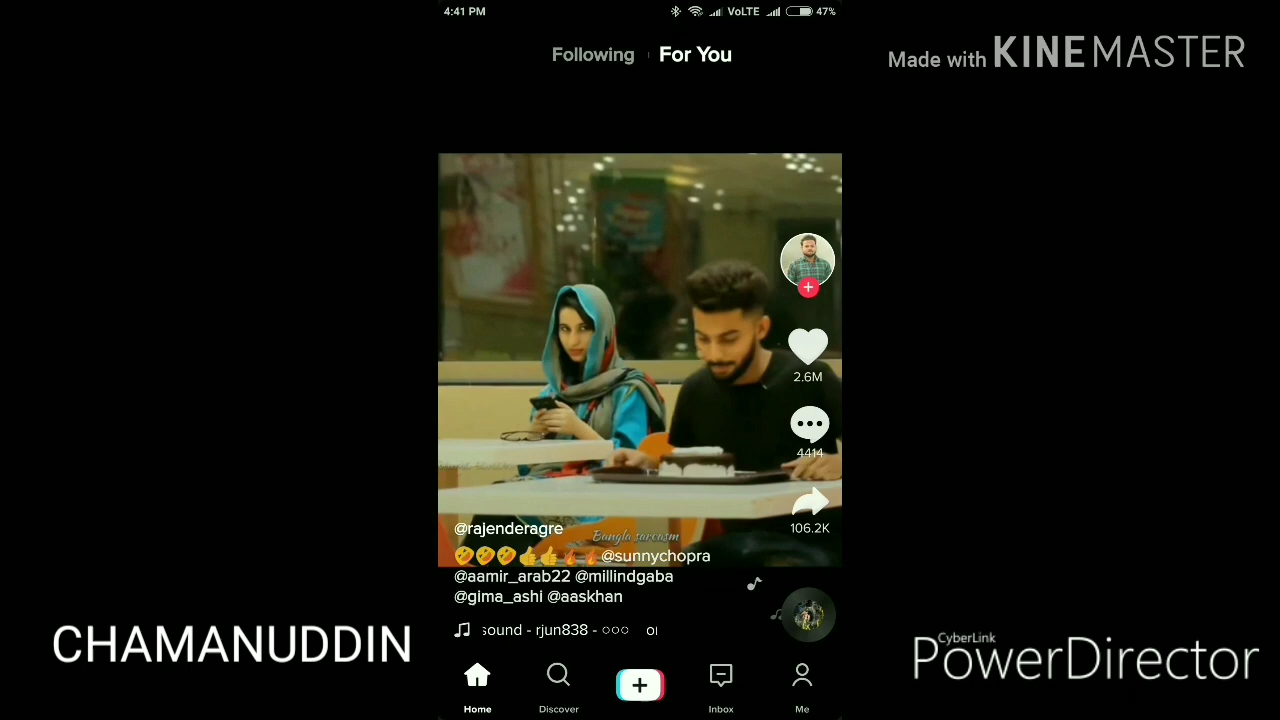 4:41 PM
VoLTE
47%
Following
For You
Made with KINEMASTER
2.6M
4414
106.2K
@rajenderagre
Bangla sarcasm
🤣🤣🤣👍👍🔥🔥@sunnychopra
@aamir_arab22 @millindgaba
@gima_ashi @aaskhan
sound - rjun838 - ○○○
CHAMANUDDIN
CyberLink
PowerDirector
Home
Discover
Inbox
Me